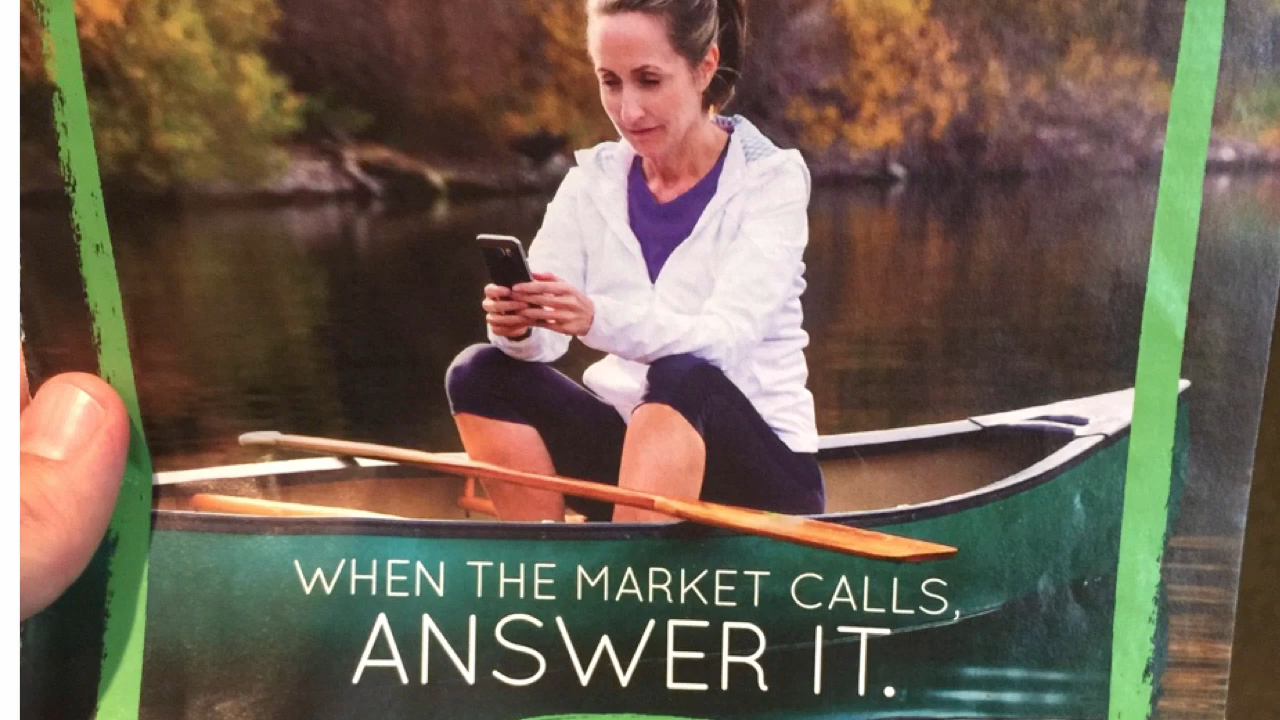 WHEN THE MARKET CALLS,
ANSWER IT.